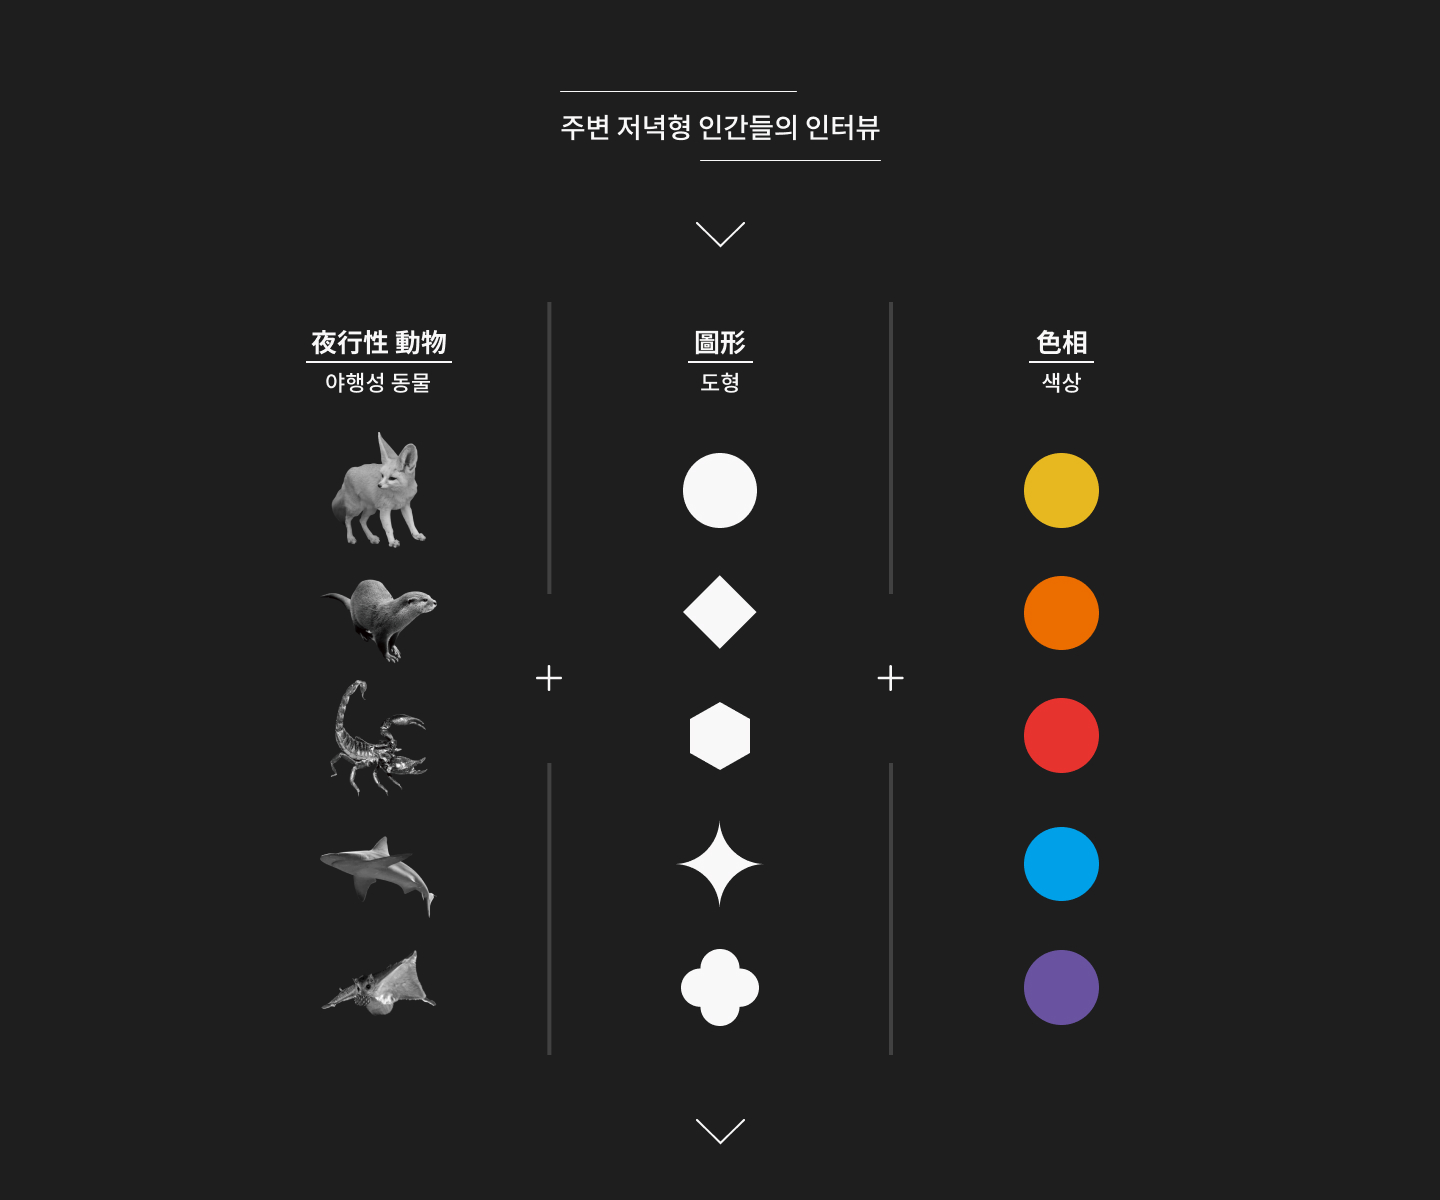 주변 저녁형 인간들의 인터뷰
夜行性 動物
야행성 동물
圖形
도형
色相
색상